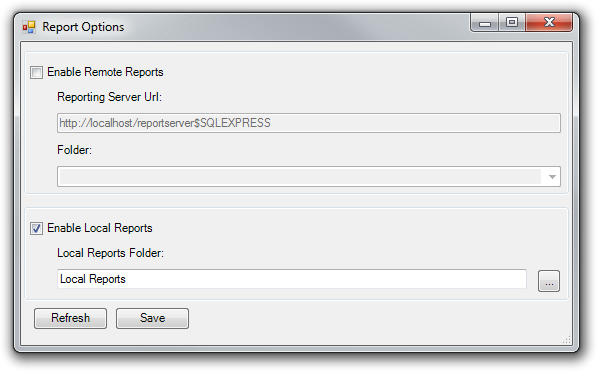 Report Options
Enable Remote Reports
Reporting Server Url:
http://localhost/reportserver$SQLEXPRESS
Folder:
Enable Local Reports
Local Reports Folder:
Local Reports
...
Refresh Save